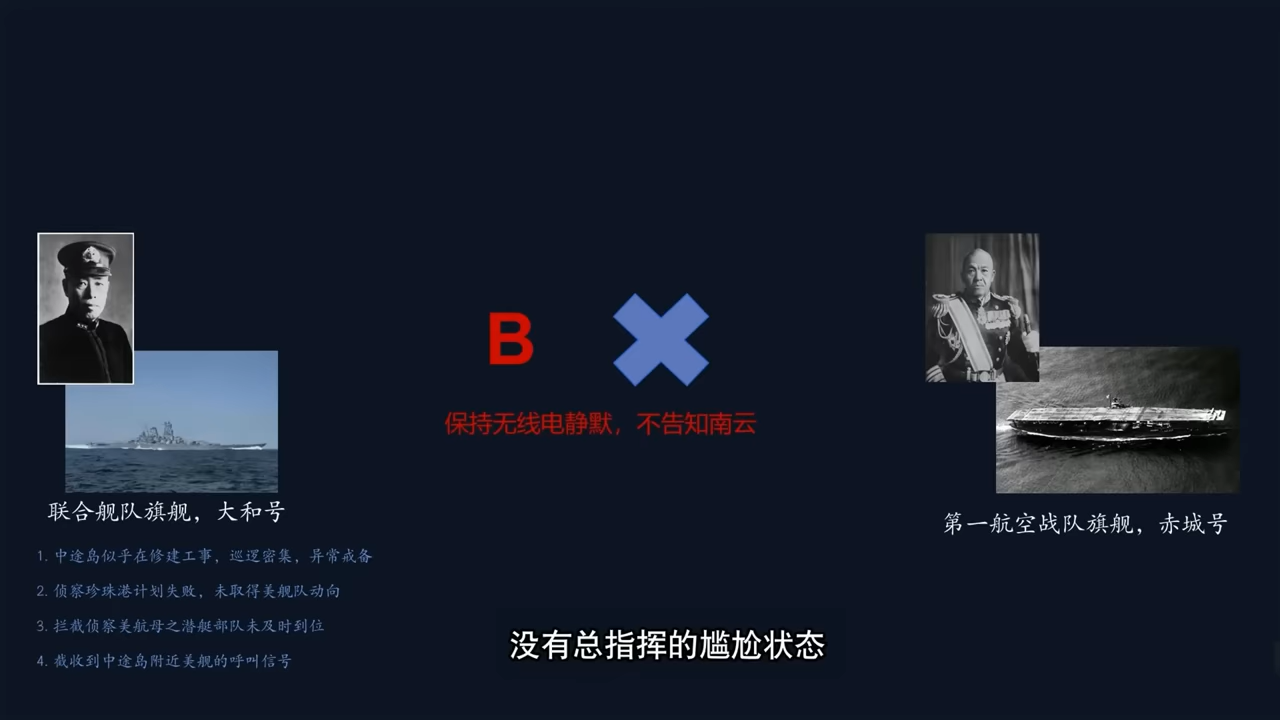 B
保持无线电静默，不告知南云
联合舰队旗舰，大和号
第一航空战队旗舰，赤城号
1. 中途岛似乎在修建工事，巡逻密集，异常戒备
2. 侦察珍珠港计划失败，未取得美舰队动向
3. 拦截侦察美航母之潜艇部队未及时到位
4. 截收到中途岛附近美舰的呼叫信号
没有总指挥的尴尬状态